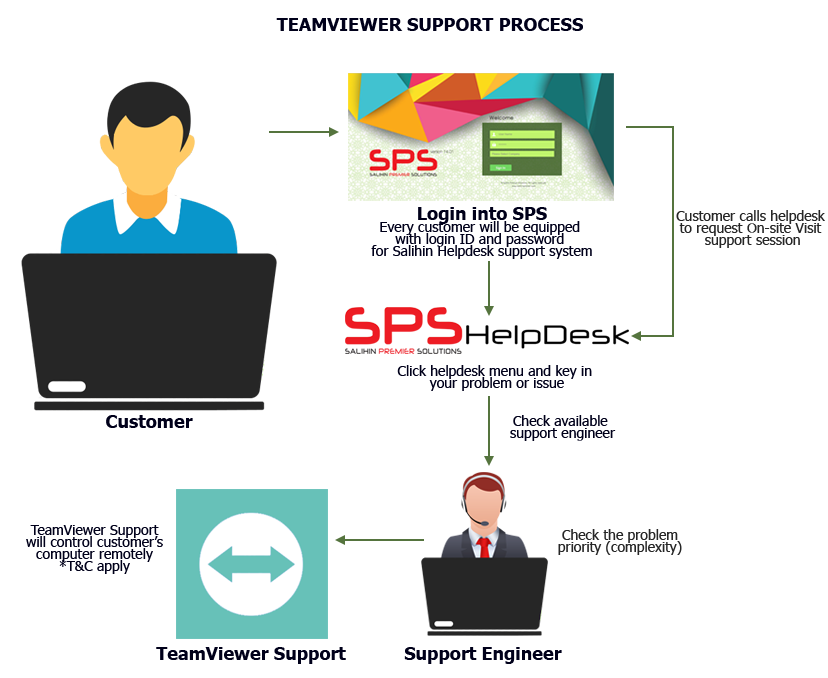 TEAMVIEWER SUPPORT PROCESS
Welcome
SPS
SALIHIN PREMIER SOLUTIONS
Login into SPS
Every customer will be equipped
with login ID and password
for Salihin Helpdesk support system
Customer calls helpdesk
to request On-site Visit
support session
SPS HelpDesk
SALIHIN PREMIER SOLUTIONS
Click helpdesk menu and key in
your problem or issue
Customer
Check available
support engineer
TeamViewer Support
will control customer's
computer remotely
*T&C apply
Check the problem
priority (complexity)
TeamViewer Support
Support Engineer